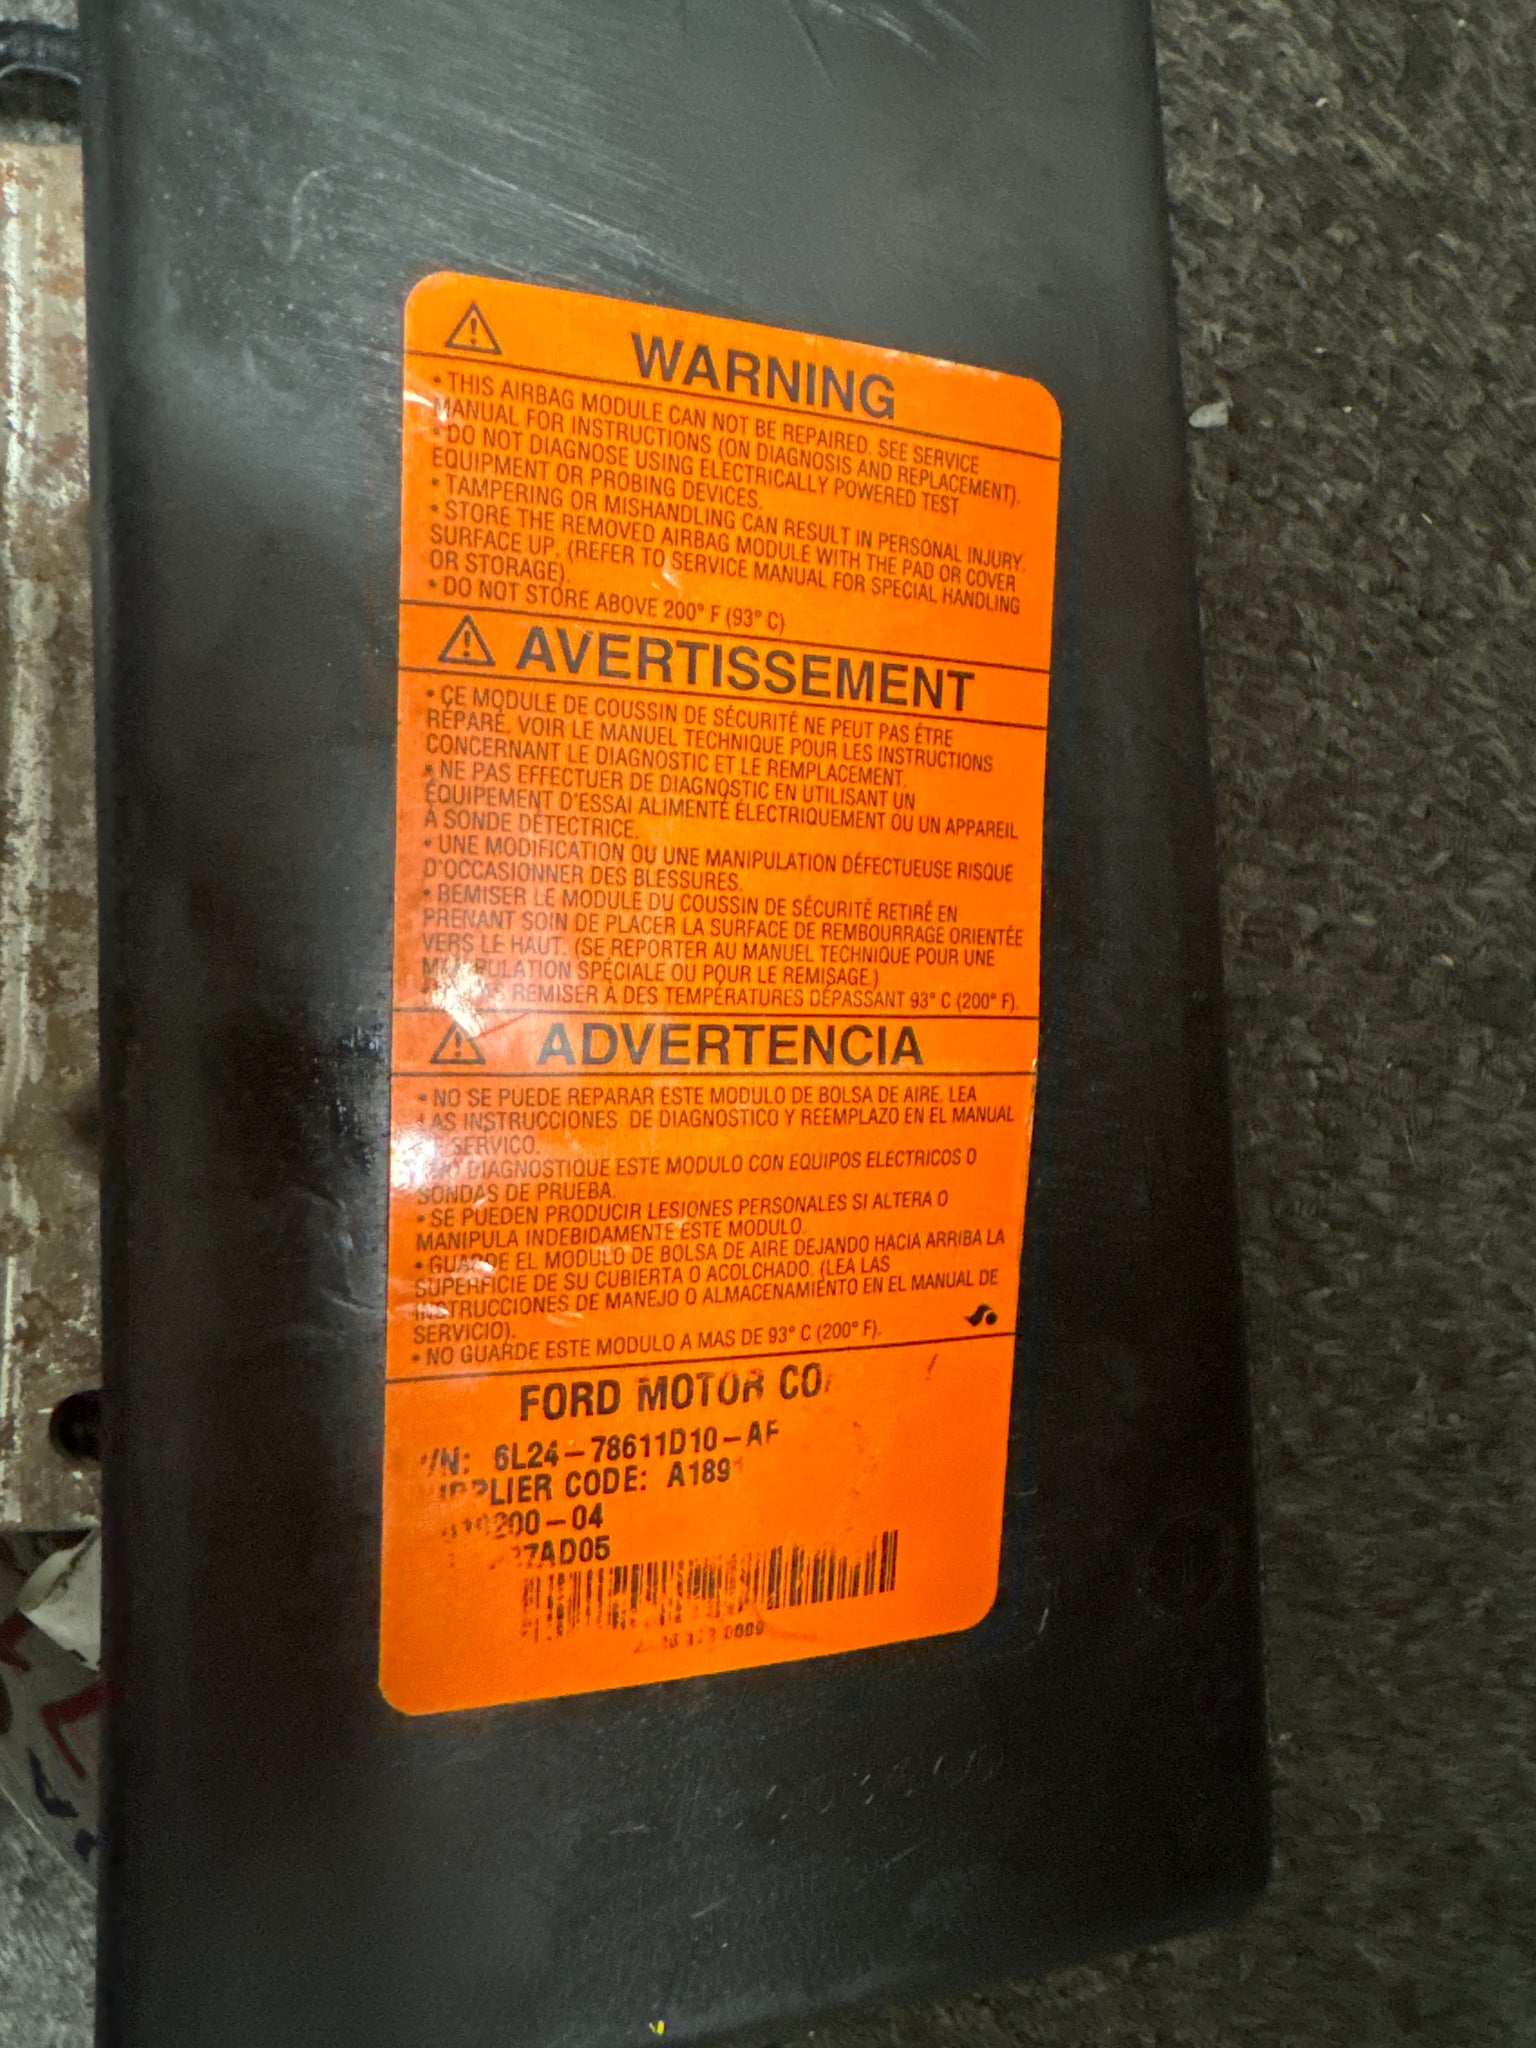 WARNING
• THIS AIRBAG MODULE CAN NOT BE REPAIRED. SEE SERVICE
MANUAL FOR INSTRUCTIONS (ON DIAGNOSIS AND REPLACEMENT).
• DO NOT DIAGNOSE USING ELECTRICALLY POWERED TEST
EQUIPMENT OR PROBING DEVICES.
• TAMPERING OR MISHANDLING CAN RESULT IN PERSONAL INJURY.
• STORE THE REMOVED AIRBAG MODULE WITH THE PAD OR COVER
SURFACE UP. (REFER TO SERVICE MANUAL FOR SPECIAL HANDLING
OR STORAGE).
• DO NOT STORE ABOVE 200° F (93° C)
AVERTISSEMENT
• CE MODULE DE COUSSIN DE SÉCURITÉ NE PEUT PAS ÊTRE
RÉPARÉ. VOIR LE MANUEL TECHNIQUE POUR LES INSTRUCTIONS
CONCERNANT LE DIAGNOSTIC ET LE REMPLACEMENT.
• NE PAS EFFECTUER DE DIAGNOSTIC EN UTILISANT UN
ÉQUIPEMENT D'ESSAI ALIMENTÉ ÉLECTRIQUEMENT OU UN APPAREIL
À SONDE DÉTECTRICE.
• UNE MODIFICATION OU UNE MANIPULATION DÉFECTUEUSE RISQUE
D'OCCASIONNER DES BLESSURES.
• REMISER LE MODULE DU COUSSIN DE SÉCURITÉ RETIRÉ EN
PRENANT SOIN DE PLACER LA SURFACE DE REMBOURRAGE ORIENTÉE
VERS LE HAUT. (SE REPORTER AU MANUEL TECHNIQUE POUR UNE
MANIPULATION SPÉCIALE OU POUR LE REMISAGE.)
REMISER À DES TEMPÉRATURES DÉPASSANT 93° C (200° F).
ADVERTENCIA
• NO SE PUEDE REPARAR ESTE MODULO DE BOLSA DE AIRE. LEA
LAS INSTRUCCIONES DE DIAGNOSTICO Y REEMPLAZO EN EL MANUAL
SERVICO.
NO DIAGNOSTIQUE ESTE MODULO CON EQUIPOS ELECTRICOS O
SONDAS DE PRUEBA.
• SE PUEDEN PRODUCIR LESIONES PERSONALES SI ALTERA O
MANIPULA INDEBIDAMENTE ESTE MODULO.
• GUARDE EL MODULO DE BOLSA DE AIRE DEJANDO HACIA ARRIBA LA
SUPERFICIE DE SU CUBIERTA O ACOLCHADO. (LEA LAS
INSTRUCCIONES DE MANEJO O ALMACENAMIENTO EN EL MANUAL DE
SERVICIO).
• NO GUARDE ESTE MODULO A MAS DE 93° C (200° F).
FORD MOTOR CO
6L24-78611D10-AF
SUPPLIER CODE: A189